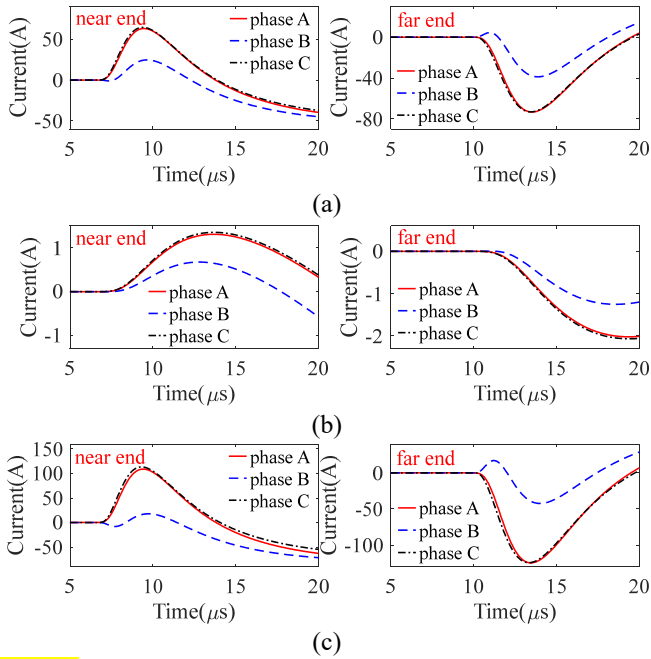 near end
phase A
phase B
phase C
50
0
-50
Current(A)
5
10
15
20
Time(μs)
far end
phase A
phase B
phase C
0
-40
-80
Current(A)
5
10
15
20
Time(μs)
(a)
near end
phase A
phase B
phase C
1
0
-1
Current(A)
5
10
15
20
Time(μs)
far end
phase A
phase B
phase C
0
-1
-2
Current(A)
5
10
15
20
Time(μs)
(b)
near end
phase A
phase B
phase C
150
100
50
0
-50
Current(A)
5
10
15
20
Time(μs)
far end
phase A
phase B
phase C
0
-50
-100
Current(A)
5
10
15
20
Time(μs)
(c)